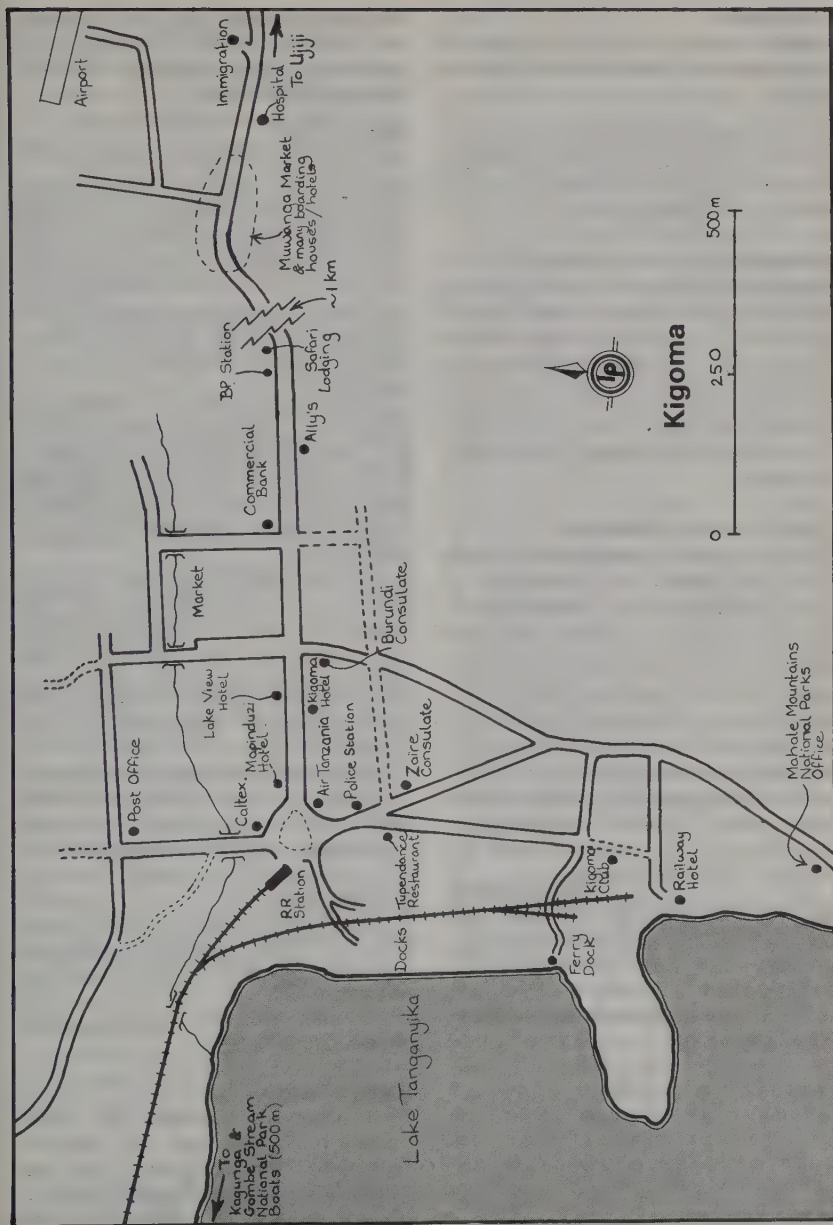 Airport
Immigration
To Ujiji
Hospital
Muwanga Market
& many boarding
houses/hotels
~1 km
BP Station
Safari
Lodging
Ally's
Commercial
Bank
Market
Burundi
Consulate
Kigoma
Hotel
Lake View
Hotel
Mapinduzi
Hotel
Air Tanzania
Police Station
Zaire
Consulate
Post Office
Caltex.
RR
Station
Tupendance
Restaurant
Docks
Kigoma
Club
Railway
Hotel
Ferry
Dock
Mahale Mountains
National Parks
Office
Lake Tanganyika
To
Kagunga &
Gombe Stream
National Park
Boats (500m)
lp
Kigoma
0 250 500 m